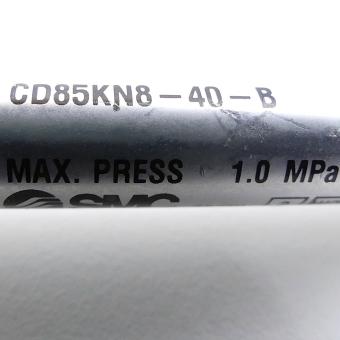 CD85KN8-40-B
MAX. PRESS 1.0 MPa
SMC